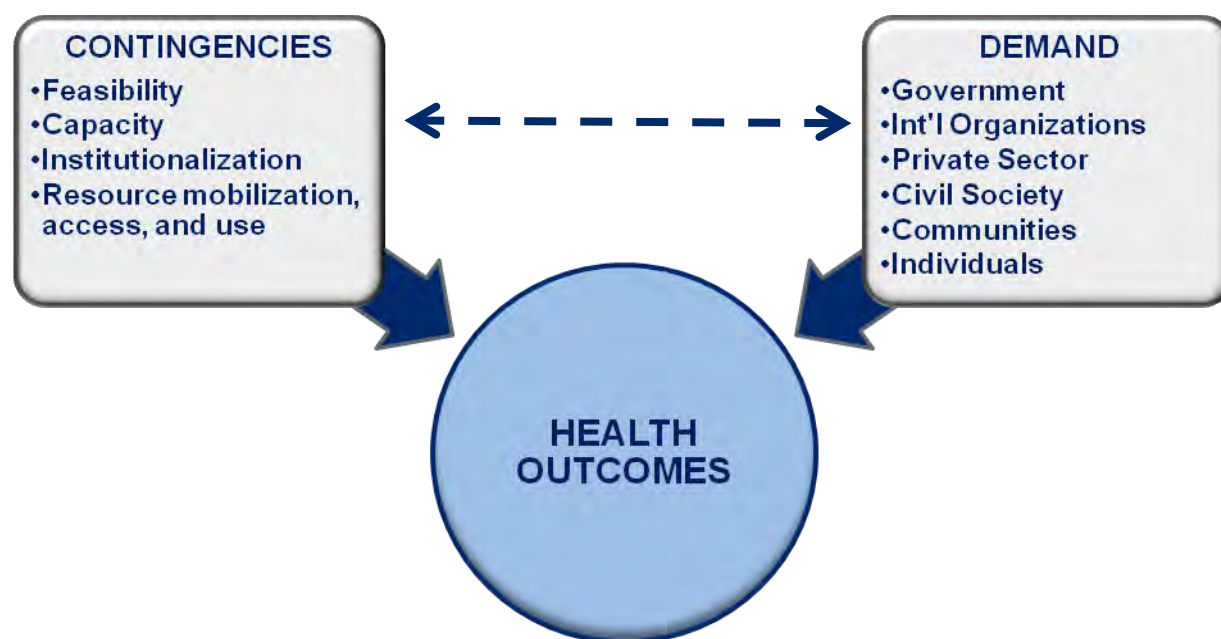 CONTINGENCIES
•Feasibility
•Capacity
•Institutionalization
•Resource mobilization,
access, and use
DEMAND
•Government
•Int'l Organizations
•Private Sector
•Civil Society
•Communities
•Individuals
HEALTH
OUTCOMES